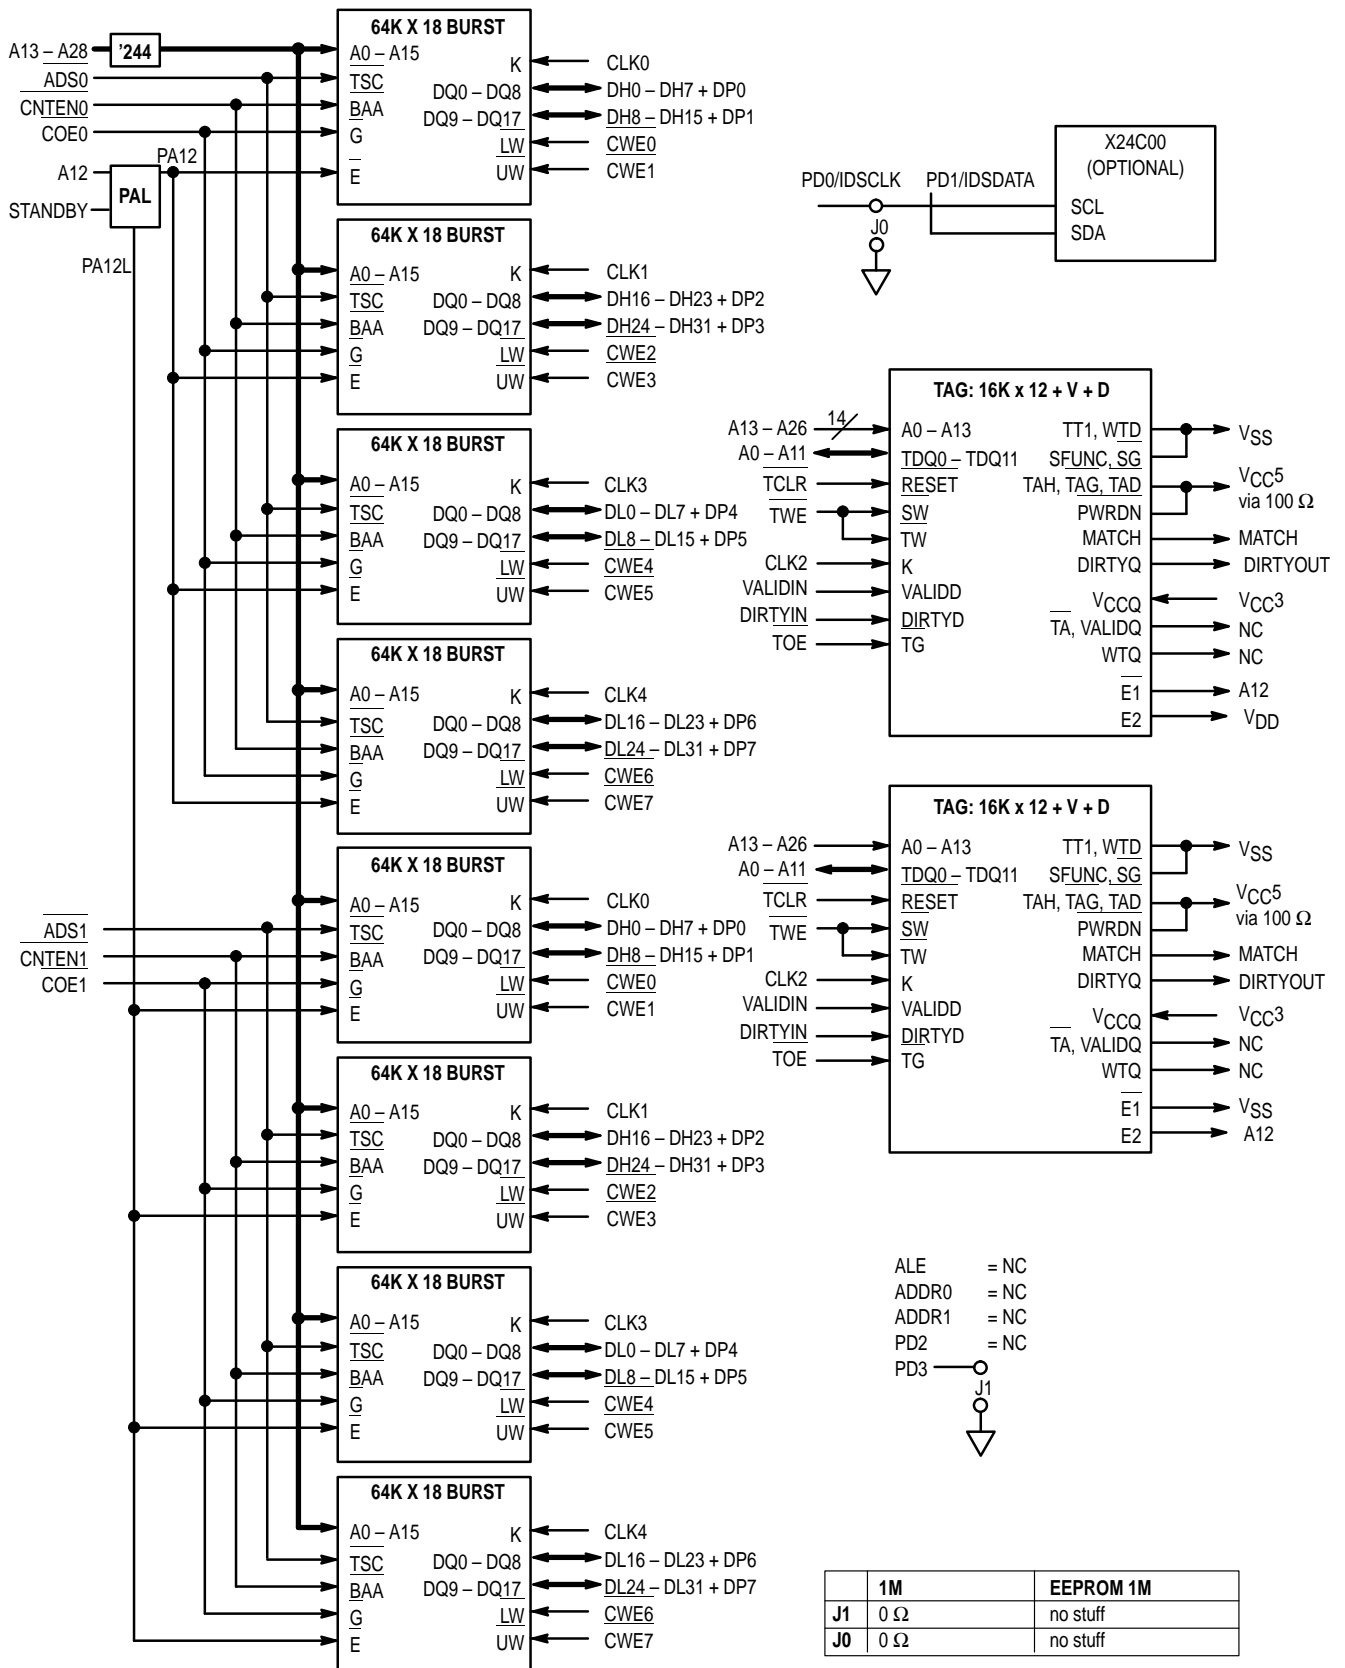 64K X 18 BURST
A13 – A28 '244 A0 – A15 K CLK0
ADS0 TSC DQ0 – DQ8 DH0 – DH7 + DP0
CNTEN0 BAA DQ9 – DQ17 DH8 – DH15 + DP1
COE0 G LW CWE0
PA12
A12 PAL E UW CWE1
STANDBY
PA12L
64K X 18 BURST
A0 – A15 K CLK1
TSC DQ0 – DQ8 DH16 – DH23 + DP2
BAA DQ9 – DQ17 DH24 – DH31 + DP3
G LW CWE2
E UW CWE3
64K X 18 BURST
A0 – A15 K CLK3
TSC DQ0 – DQ8 DL0 – DL7 + DP4
BAA DQ9 – DQ17 DL8 – DL15 + DP5
G LW CWE4
E UW CWE5
64K X 18 BURST
A0 – A15 K CLK4
TSC DQ0 – DQ8 DL16 – DL23 + DP6
BAA DQ9 – DQ17 DL24 – DL31 + DP7
G LW CWE6
E UW CWE7
64K X 18 BURST
A0 – A15 K CLK0
ADS1 TSC DQ0 – DQ8 DH0 – DH7 + DP0
CNTEN1 BAA DQ9 – DQ17 DH8 – DH15 + DP1
COE1 G LW CWE0
E UW CWE1
64K X 18 BURST
A0 – A15 K CLK1
TSC DQ0 – DQ8 DH16 – DH23 + DP2
BAA DQ9 – DQ17 DH24 – DH31 + DP3
G LW CWE2
E UW CWE3
64K X 18 BURST
A0 – A15 K CLK3
TSC DQ0 – DQ8 DL0 – DL7 + DP4
BAA DQ9 – DQ17 DL8 – DL15 + DP5
G LW CWE4
E UW CWE5
64K X 18 BURST
A0 – A15 K CLK4
TSC DQ0 – DQ8 DL16 – DL23 + DP6
BAA DQ9 – DQ17 DL24 – DL31 + DP7
G LW CWE6
E UW CWE7
X24C00
(OPTIONAL)
PD0/IDSCLK PD1/IDSDATA
SCL
J0 SDA
TAG: 16K x 12 + V + D
A13 – A26 14 A0 – A13 TT1, WTD VSS
A0 – A11 TDQ0 – TDQ11 SFUNC, SG
TCLR RESET TAH, TAG, TAD VCC5
via 100 Ω
TWE SW PWRDN
TW MATCH MATCH
CLK2 K DIRTYQ DIRTYOUT
VALIDIN VALIDD VCCQ VCC3
DIRTYIN DIRTYD TA, VALIDQ NC
TOE TG WTQ NC
E1 A12
E2 VDD
TAG: 16K x 12 + V + D
A13 – A26 A0 – A13 TT1, WTD VSS
A0 – A11 TDQ0 – TDQ11 SFUNC, SG
TCLR RESET TAH, TAG, TAD VCC5
via 100 Ω
TWE SW PWRDN
TW MATCH MATCH
CLK2 K DIRTYQ DIRTYOUT
VALIDIN VALIDD VCCQ VCC3
DIRTYIN DIRTYD TA, VALIDQ NC
TOE TG WTQ NC
E1 VSS
E2 A12
ALE = NC
ADDR0 = NC
ADDR1 = NC
PD2 = NC
PD3
J1
1M EEPROM 1M
J1 0 Ω no stuff
J0 0 Ω no stuff